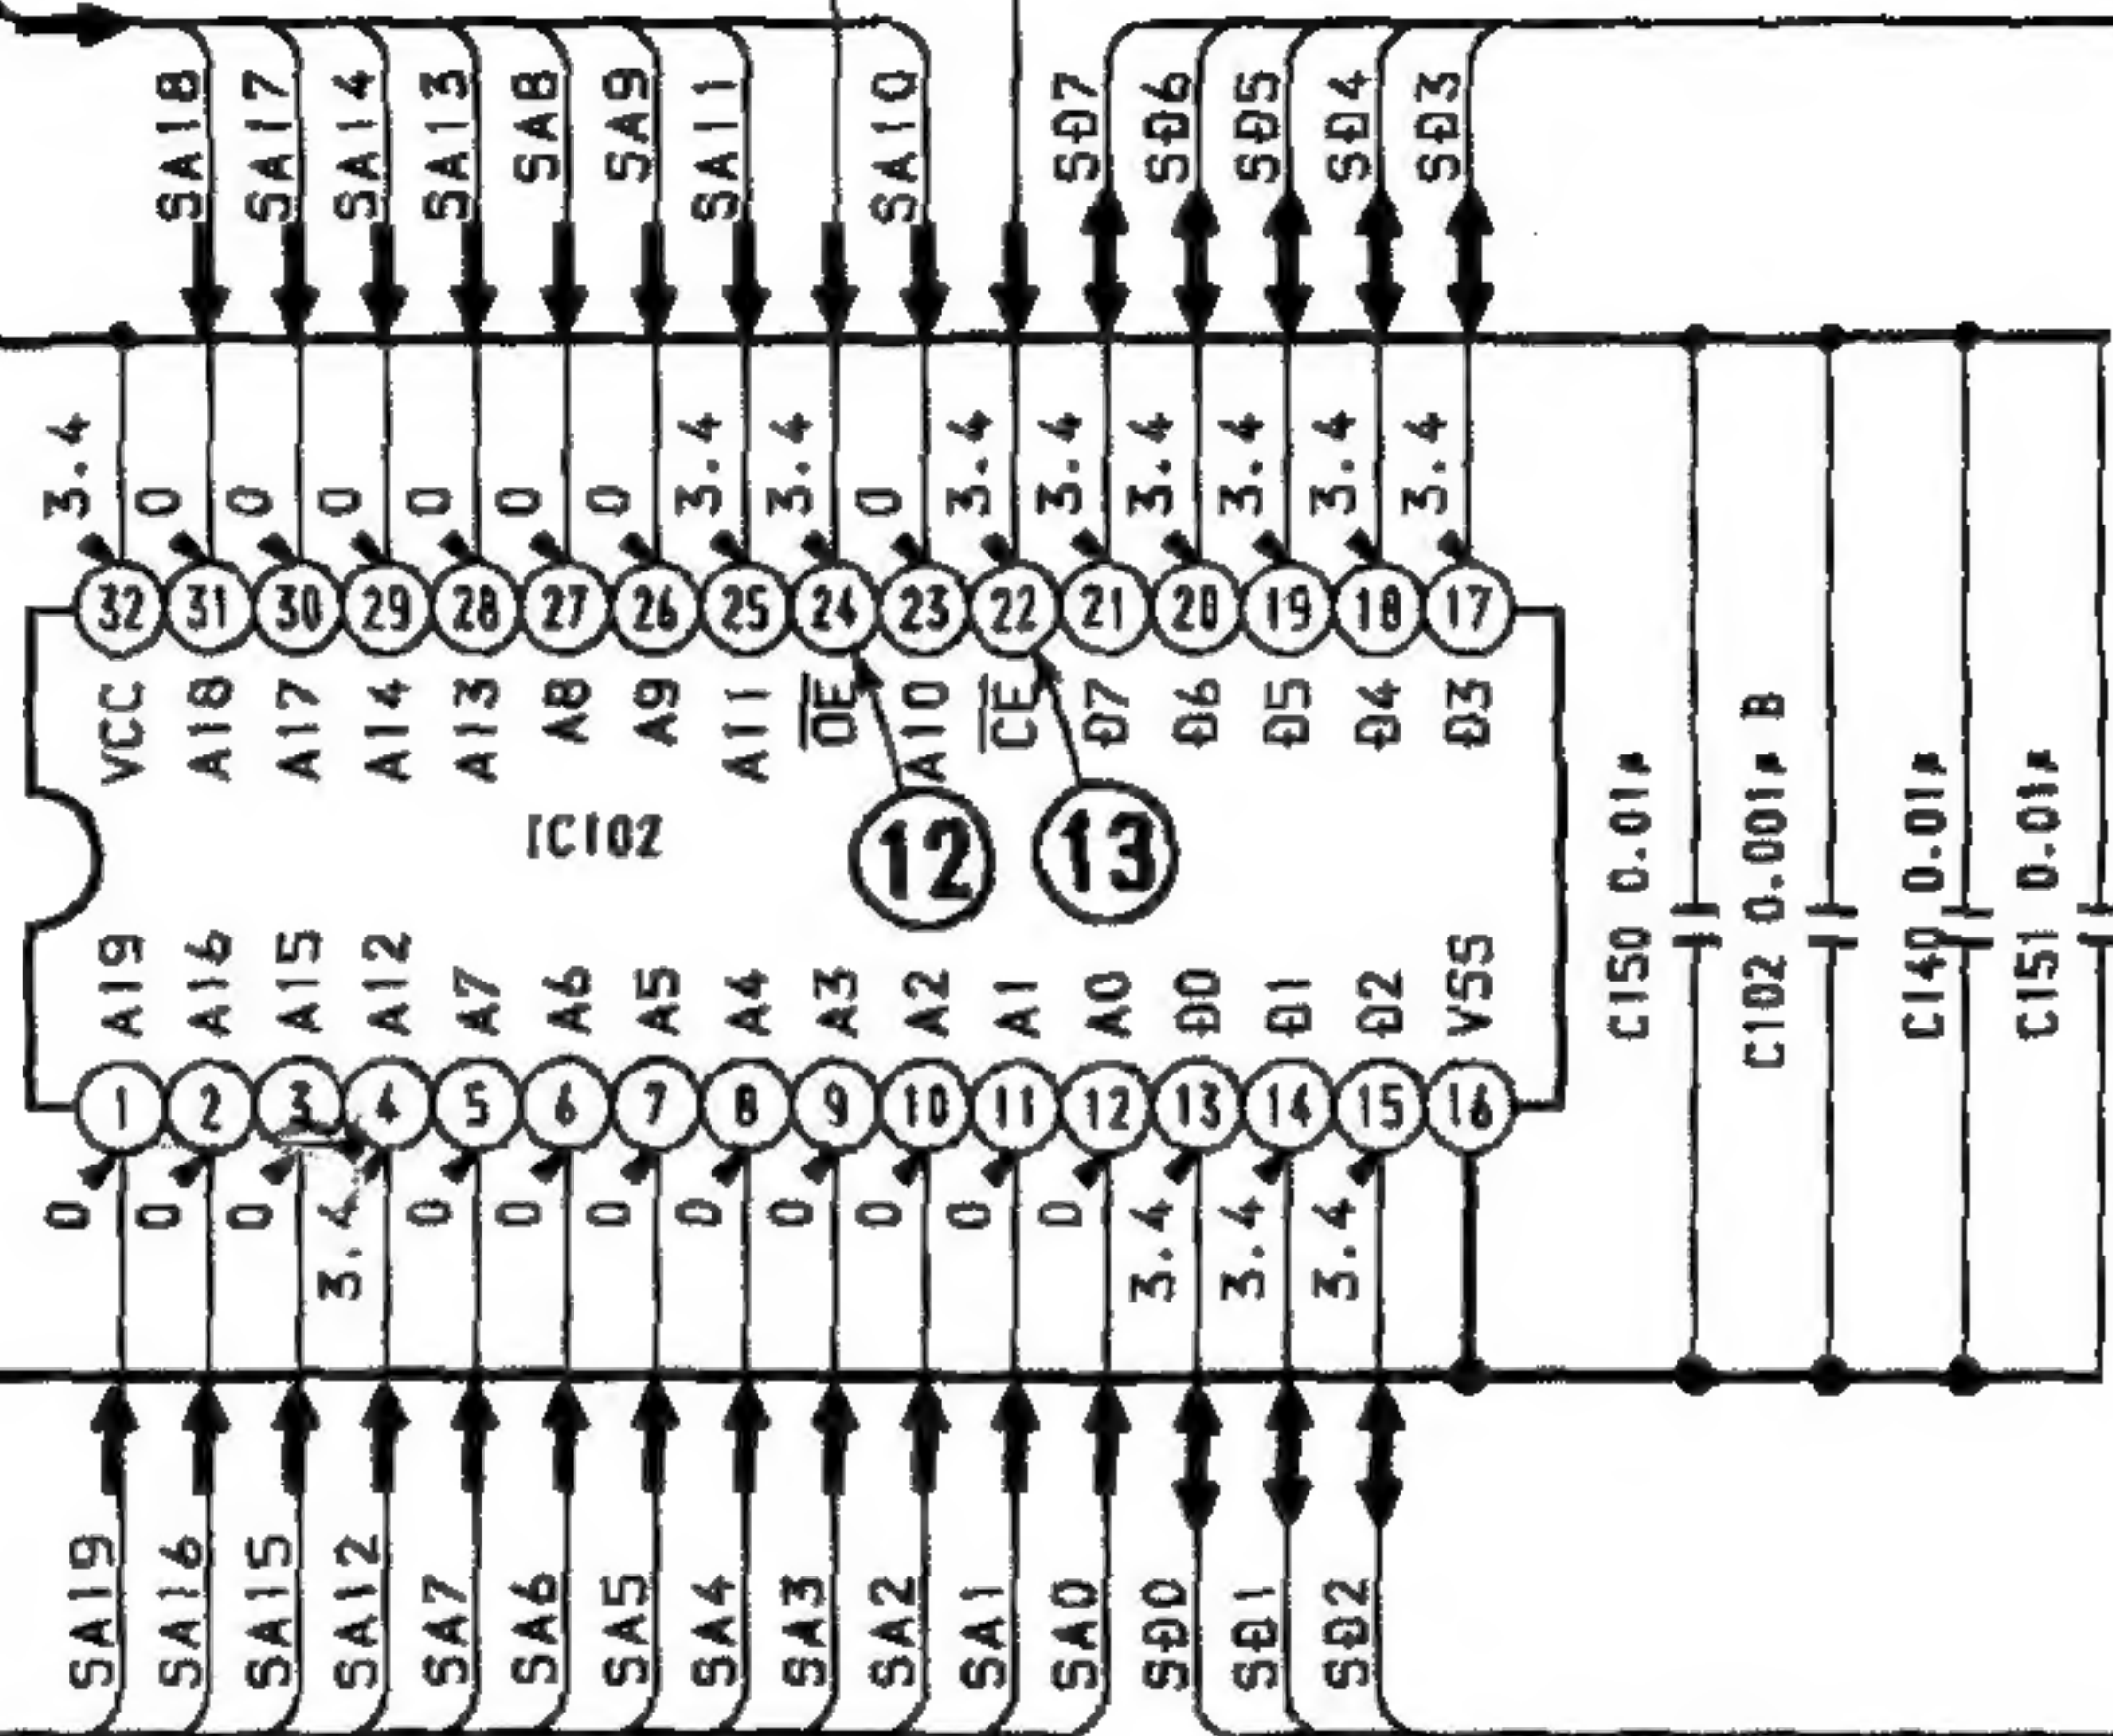 SA18 SA17 SA14 SA13 SA8 SA9 SA11 SA10 SD7 SD6 SD5 SD4 SD3
3.4 0 0 0 0 0 0 3.4 3.4 0 3.4 3.4 3.4 3.4 3.4 3.4
32 31 30 29 28 27 26 25 24 23 22 21 20 19 18 17
VCC A18 A17 A14 A13 A8 A9 A11 OE A10 CE D7 D6 D5 D4 D3
IC102
12 13
C150 0.01µ
C102 0.001µ B
C140 0.01µ
C151 0.01µ
A19 A16 A15 A12 A7 A6 A5 A4 A3 A2 A1 A0 D0 D1 D2 VSS
1 2 3 4 5 6 7 8 9 10 11 12 13 14 15 16
0 0 0 3.4 0 0 0 0 0 0 0 0 3.4 3.4 3.4
SA19 SA16 SA15 SA12 SA7 SA6 SA5 SA4 SA3 SA2 SA1 SA0 SD0 SD1 SD2